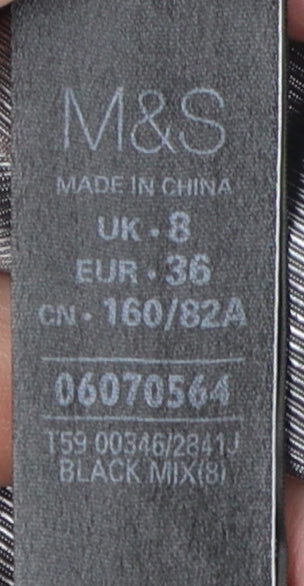 M&S
MADE IN CHINA
UK • 8
EUR • 36
CN • 160/82A
06070564
T59 00346/2841J
BLACK MIX(8)